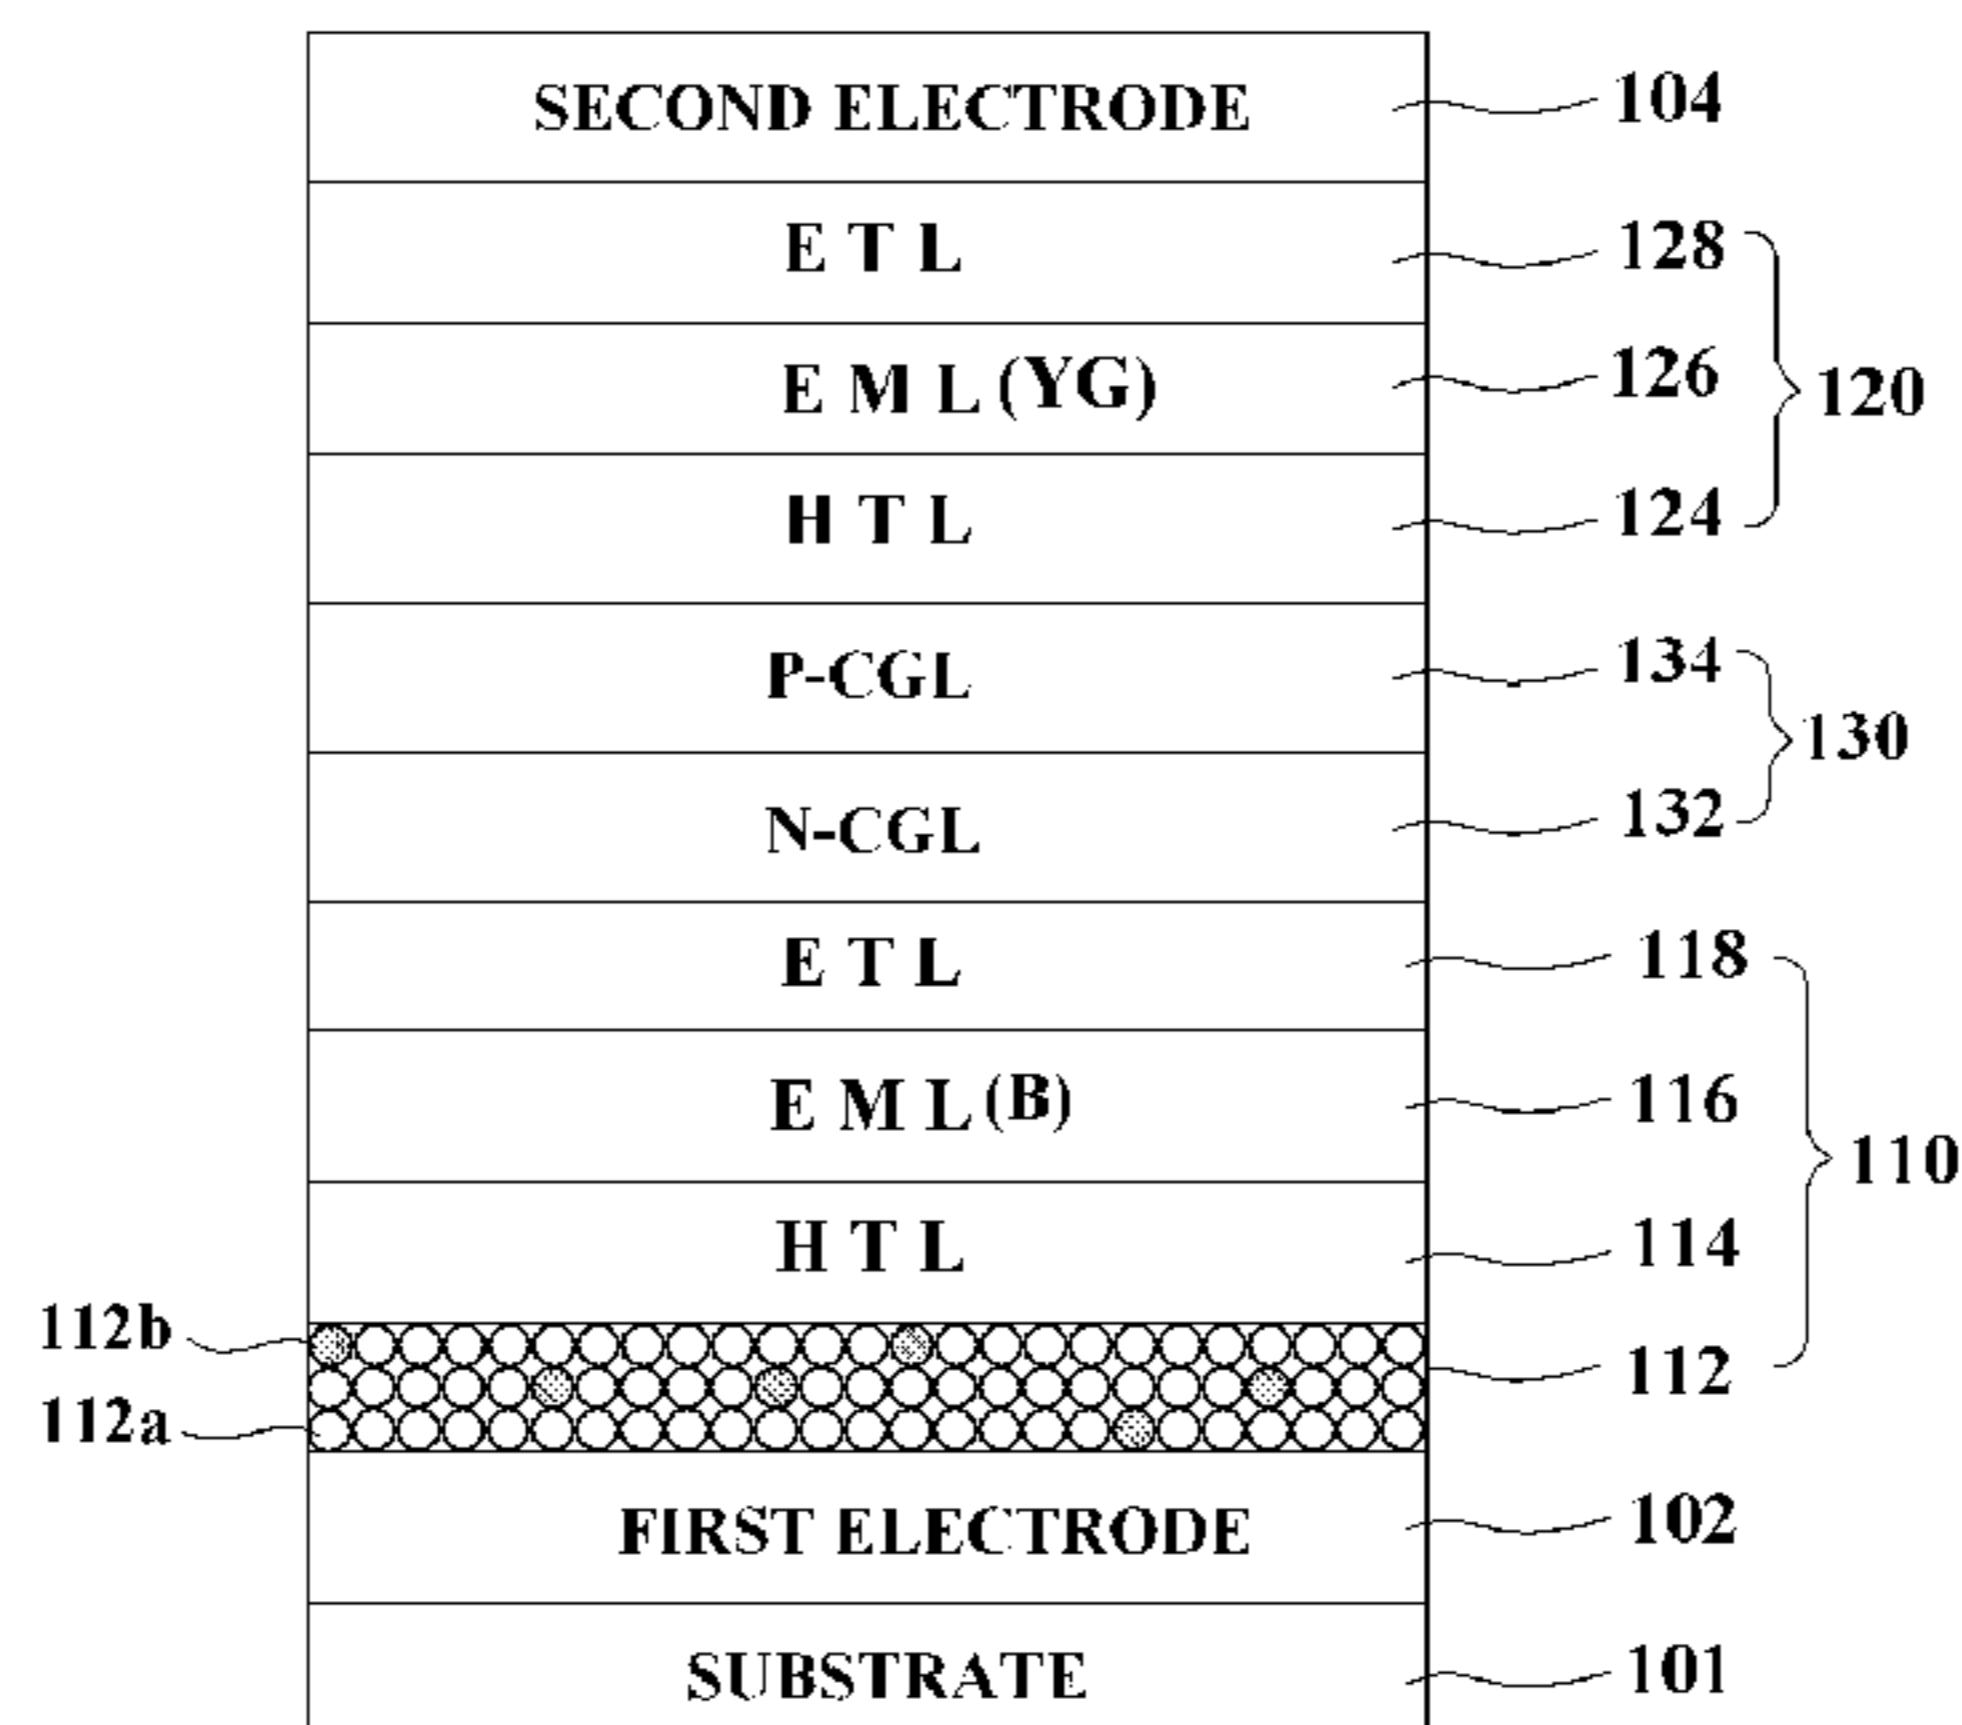 SECOND ELECTRODE 104
E T L 128
E M L (YG) 126
120
H T L 124
P-CGL 134
130
N-CGL 132
E T L 118
E M L (B) 116
110
H T L 114
112b
112
112a
FIRST ELECTRODE 102
SUBSTRATE 101